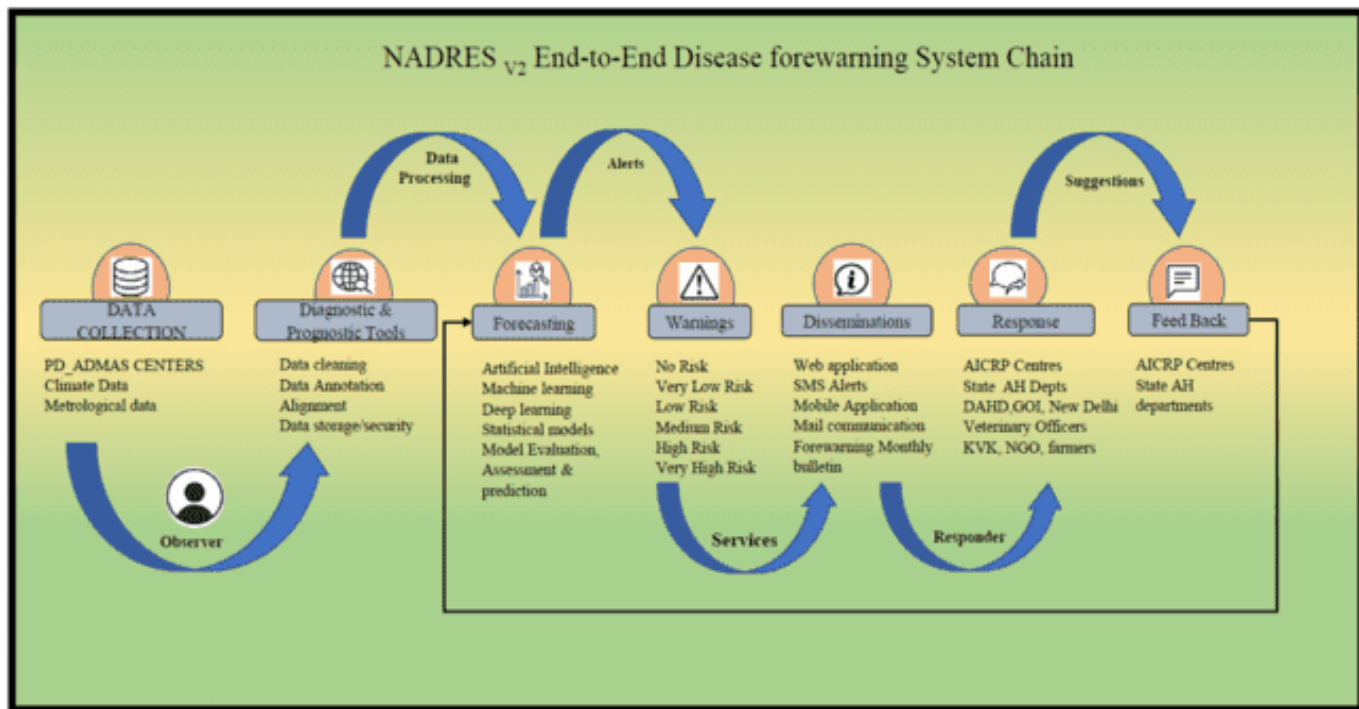 NADRES V2 End-to-End Disease forewarning System Chain
Data
Processing
Alerts
Suggestions
DATA
COLLECTION
PD_ADMAS CENTERS
Climate Data
Metrological data
Observer
Diagnostic &
Prognostic Tools
Data cleaning
Data Annotation
Alignment
Data storage/security
Forecasting
Artificial Intelligence
Machine learning
Deep learning
Statistical models
Model Evaluation,
Assessment &
prediction
Warnings
No Risk
Very Low Risk
Low Risk
Medium Risk
High Risk
Very High Risk
Services
Disseminations
Web application
SMS Alerts
Mobile Application
Mail communication
Forewarning Monthly
bulletin
Responder
Response
AICRP Centres
State AH Depts
DAHD,GOI, New Delhi
Veterinary Officers
KVK, NGO, farmers
Feed Back
AICRP Centres
State AH
departments